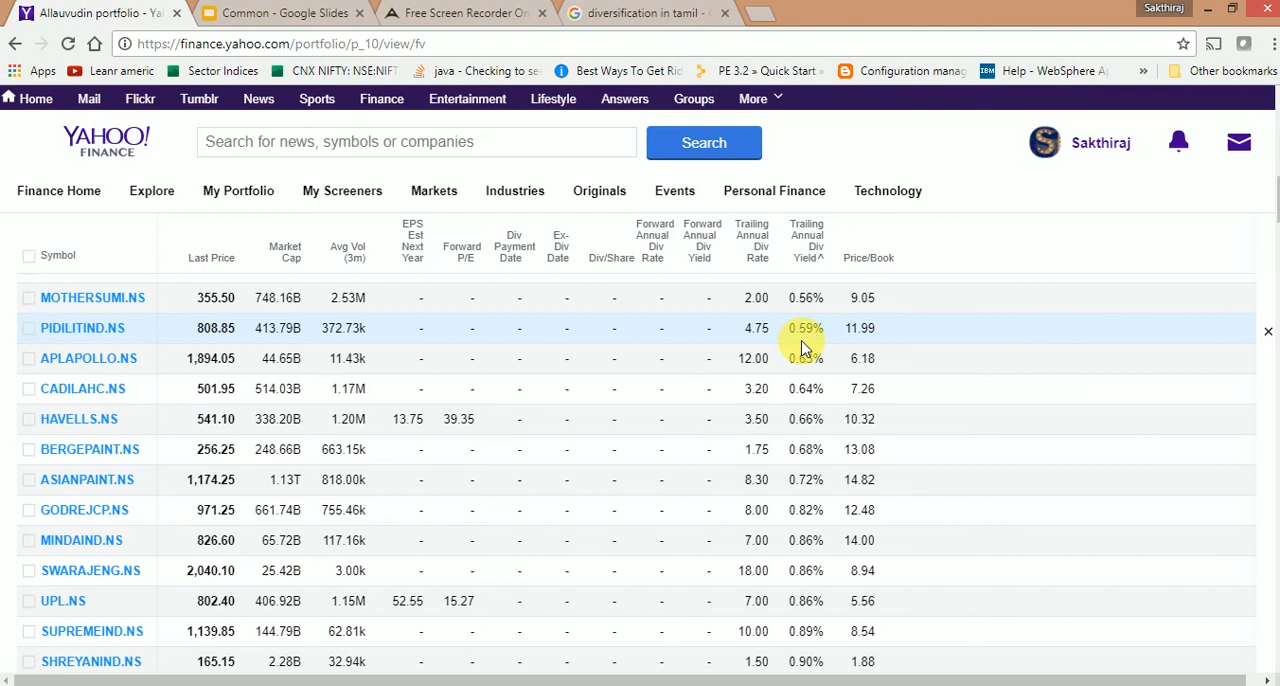 Allauvudin portfolio - Ya
Common - Google Slides
Free Screen Recorder On
diversification in tamil -
Sakthiraj
https://finance.yahoo.com/portfolio/p_10/view/fv
Apps
Leanr americ
Sector Indices
CNX NIFTY: NSE:NIFT
java - Checking to se
Best Ways To Get Rid
PE 3.2 » Quick Start
Configuration manag
Help - WebSphere Ap
»
Other bookmarks
Home Mail Flickr Tumblr News Sports Finance Entertainment Lifestyle Answers Groups More
YAHOO!
FINANCE
Search for news, symbols or companies
Search
Sakthiraj
Finance Home Explore My Portfolio My Screeners Markets Industries Originals Events Personal Finance Technology
Symbol
Last Price
Market Cap
Avg Vol (3m)
EPS Est Next Year
Forward P/E
Div Payment Date
Ex-Div Date
Div/Share
Forward Annual Div Rate
Forward Annual Div Yield
Trailing Annual Div Rate
Trailing Annual Div Yield^
Price/Book
MOTHERSUMI.NS 355.50 748.16B 2.53M - - - - - - - 2.00 0.56% 9.05
PIDILITIND.NS 808.85 413.79B 372.73k - - - - - - - 4.75 0.59% 11.99
APLAPOLLO.NS 1,894.05 44.65B 11.43k - - - - - - - 12.00 6.18
CADILAHC.NS 501.95 514.03B 1.17M - - - - - - - 3.20 0.64% 7.26
HAVELLS.NS 541.10 338.20B 1.20M 13.75 39.35 - - - - - 3.50 0.66% 10.32
BERGEPAINT.NS 256.25 248.66B 663.15k - - - - - - - 1.75 0.68% 13.08
ASIANPAINT.NS 1,174.25 1.13T 818.00k - - - - - - - 8.30 0.72% 14.82
GODREJCP.NS 971.25 661.74B 755.46k - - - - - - - 8.00 0.82% 12.48
MINDAIND.NS 826.60 65.72B 117.16k - - - - - - - 7.00 0.86% 14.00
SWARAJENG.NS 2,040.10 25.42B 3.00k - - - - - - - 18.00 0.86% 8.94
UPL.NS 802.40 406.92B 1.15M 52.55 15.27 - - - - - 7.00 0.86% 5.56
SUPREMEIND.NS 1,139.85 144.79B 62.81k - - - - - - - 10.00 0.89% 8.54
SHREYANIND.NS 165.15 2.28B 32.94k - - - - - - - 1.50 0.90% 1.88